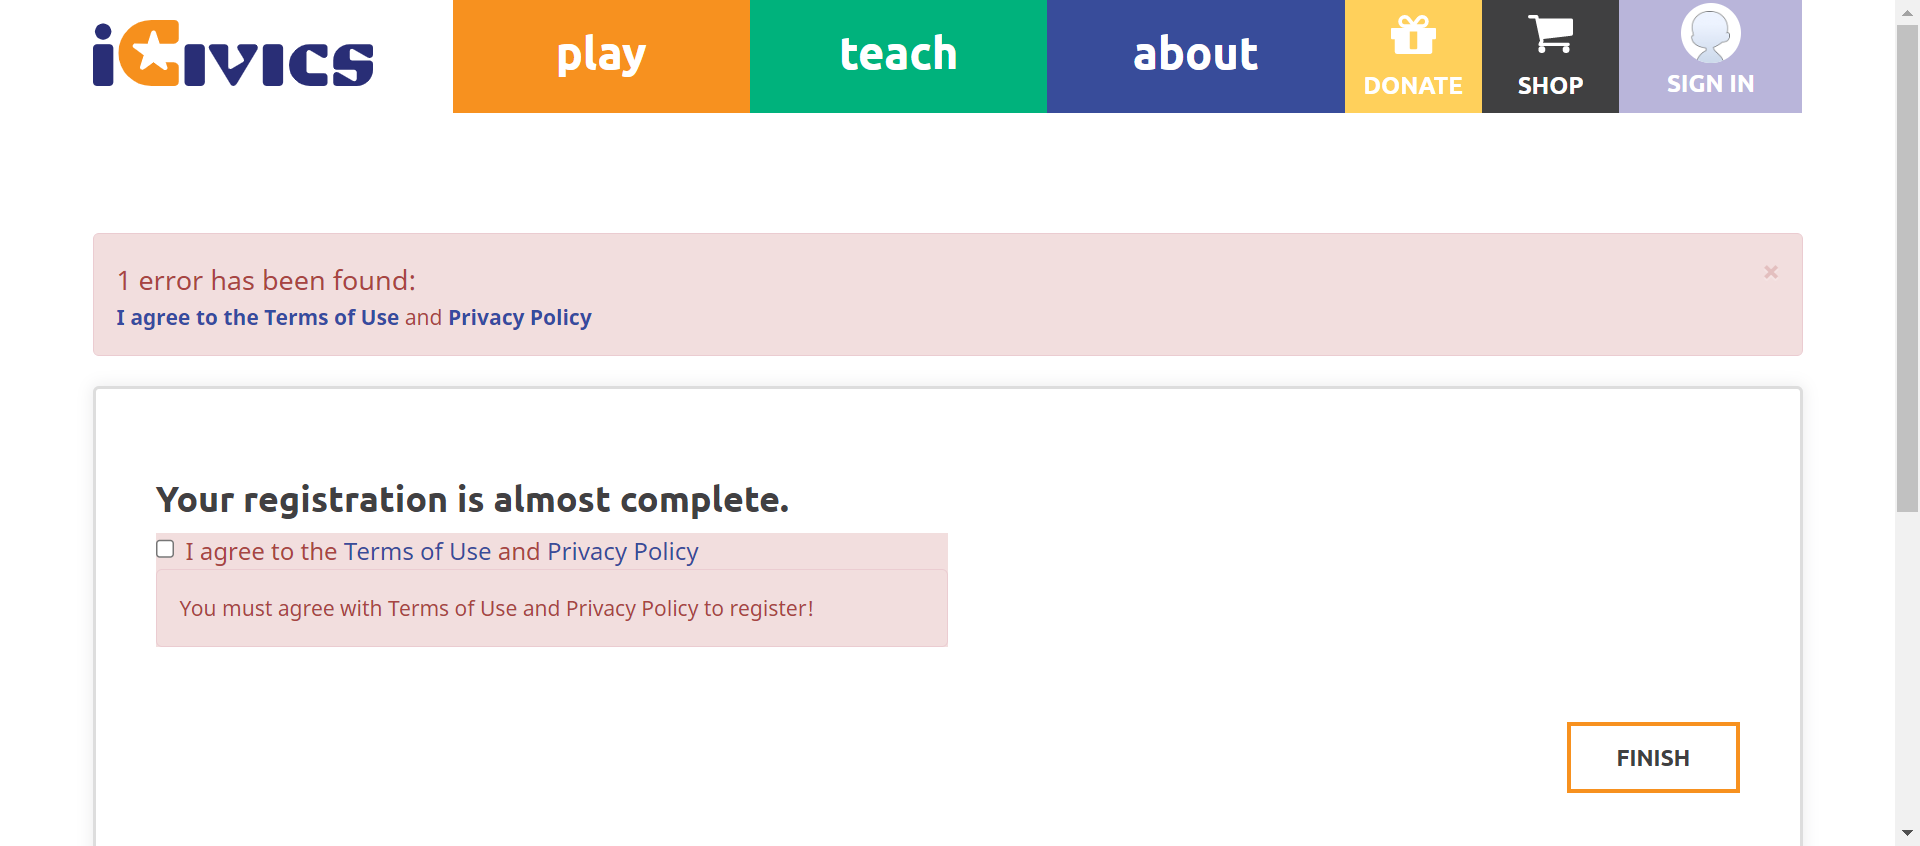 iCivics
play
teach
about
DONATE
SHOP
SIGN IN
1 error has been found:
×
I agree to the Terms of Use and Privacy Policy
Your registration is almost complete.
I agree to the Terms of Use and Privacy Policy
You must agree with Terms of Use and Privacy Policy to register!
FINISH